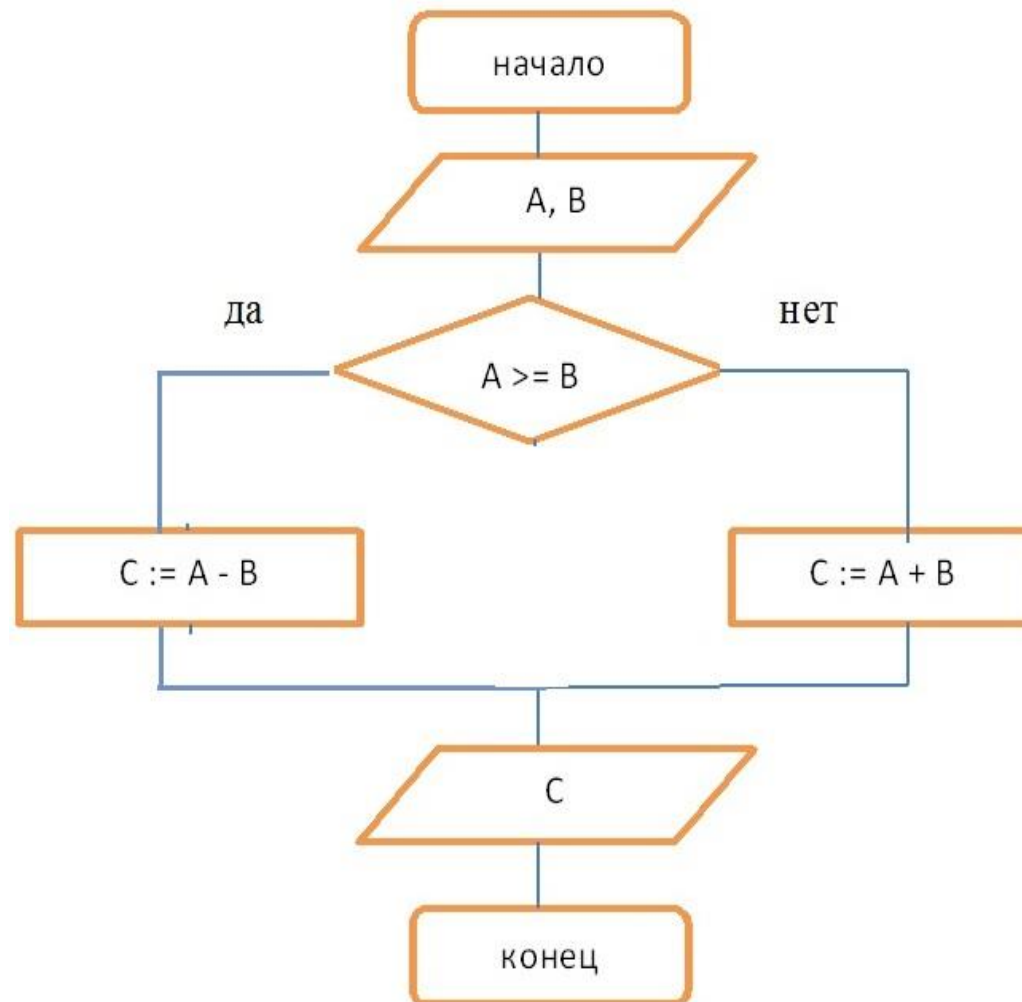 начало
A, B
да
нет
A >= B
C := A - B
C := A + B
C
конец